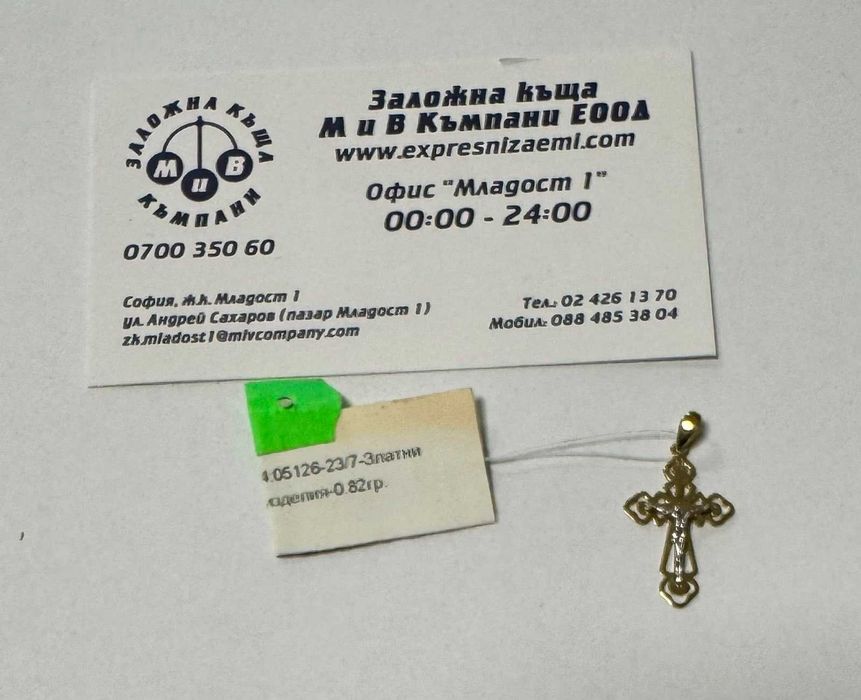 ЗАЛОЖНА КЪЩА
М и В
КЪМПАНИ
0700 350 60
Заложна къща
М и В Къмпани ЕООД
www.expresnizaemi.com
Офис "Младост 1"
00:00 - 24:00
София, ж.к. Младост 1
ул. Андрей Сахаров (пазар Младост 1)
zk.mladost1@mivcompany.com
Тел.: 02 426 13 70
Мобил: 088 485 38 04
05126-23/7-Златни
0.82гр.